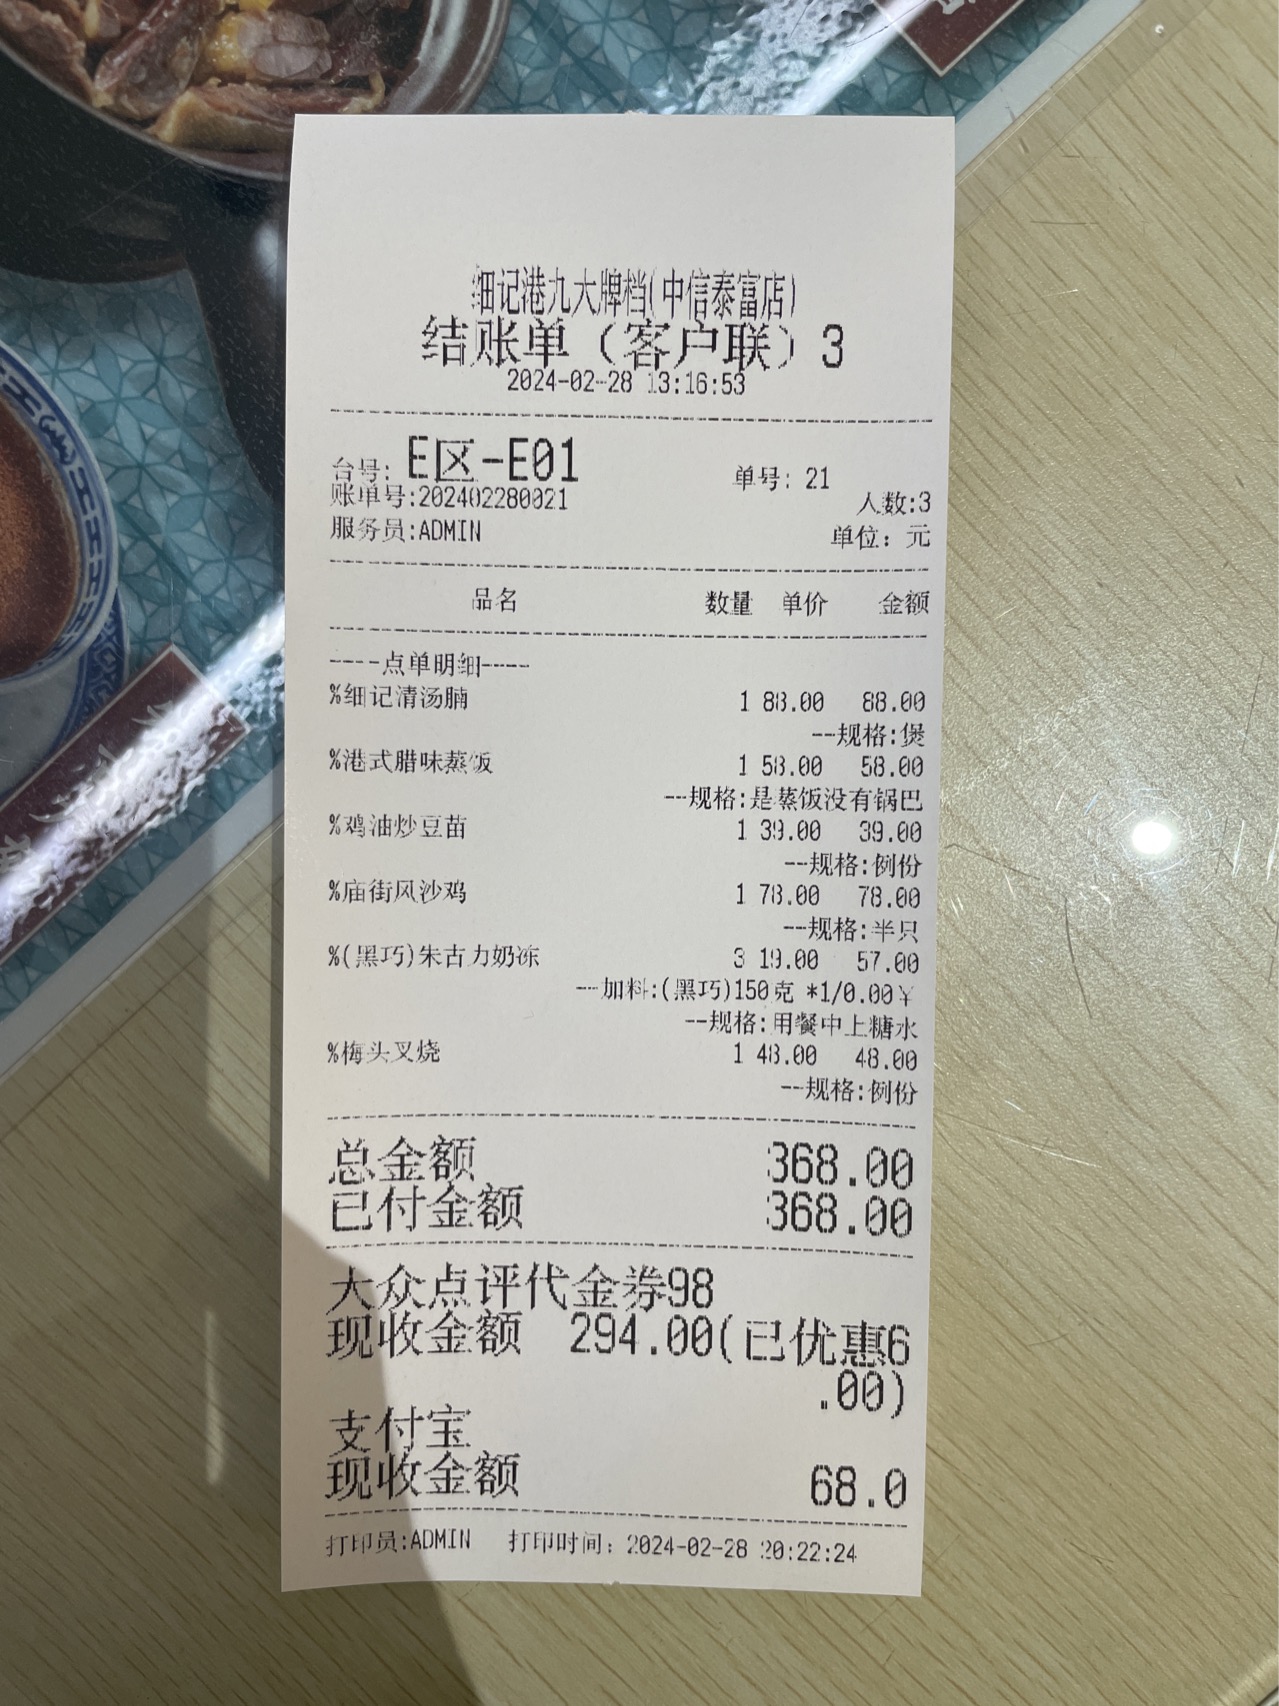 细记港九大牌档(中信泰富店)
结账单（客户联）3
2024-02-28 13:16:53
台号: E区-E01 单号: 21
账单号:202402280021 人数:3
服务员:ADMIN 单位: 元
品名 数量 单价 金额
----点单明细----
%细记清汤腩 1 88.00 88.00
--规格:煲
%港式腊味蒸饭 1 58.00 58.00
--规格:是蒸饭没有锅巴
%鸡油炒豆苗 1 39.00 39.00
--规格:例份
%庙街风沙鸡 1 78.00 78.00
--规格:半只
%(黑巧)朱古力奶冻 3 19.00 57.00
--加料:(黑巧)150克 *1/0.00¥
--规格:用餐中上糖水
%梅头叉烧 1 48.00 48.00
--规格:例份
总金额 368.00
已付金额 368.00
大众点评代金券98
现收金额 294.00(已优惠6
.00)
支付宝
现收金额 68.0
打印员:ADMIN 打印时间: 2024-02-28 20:22:24